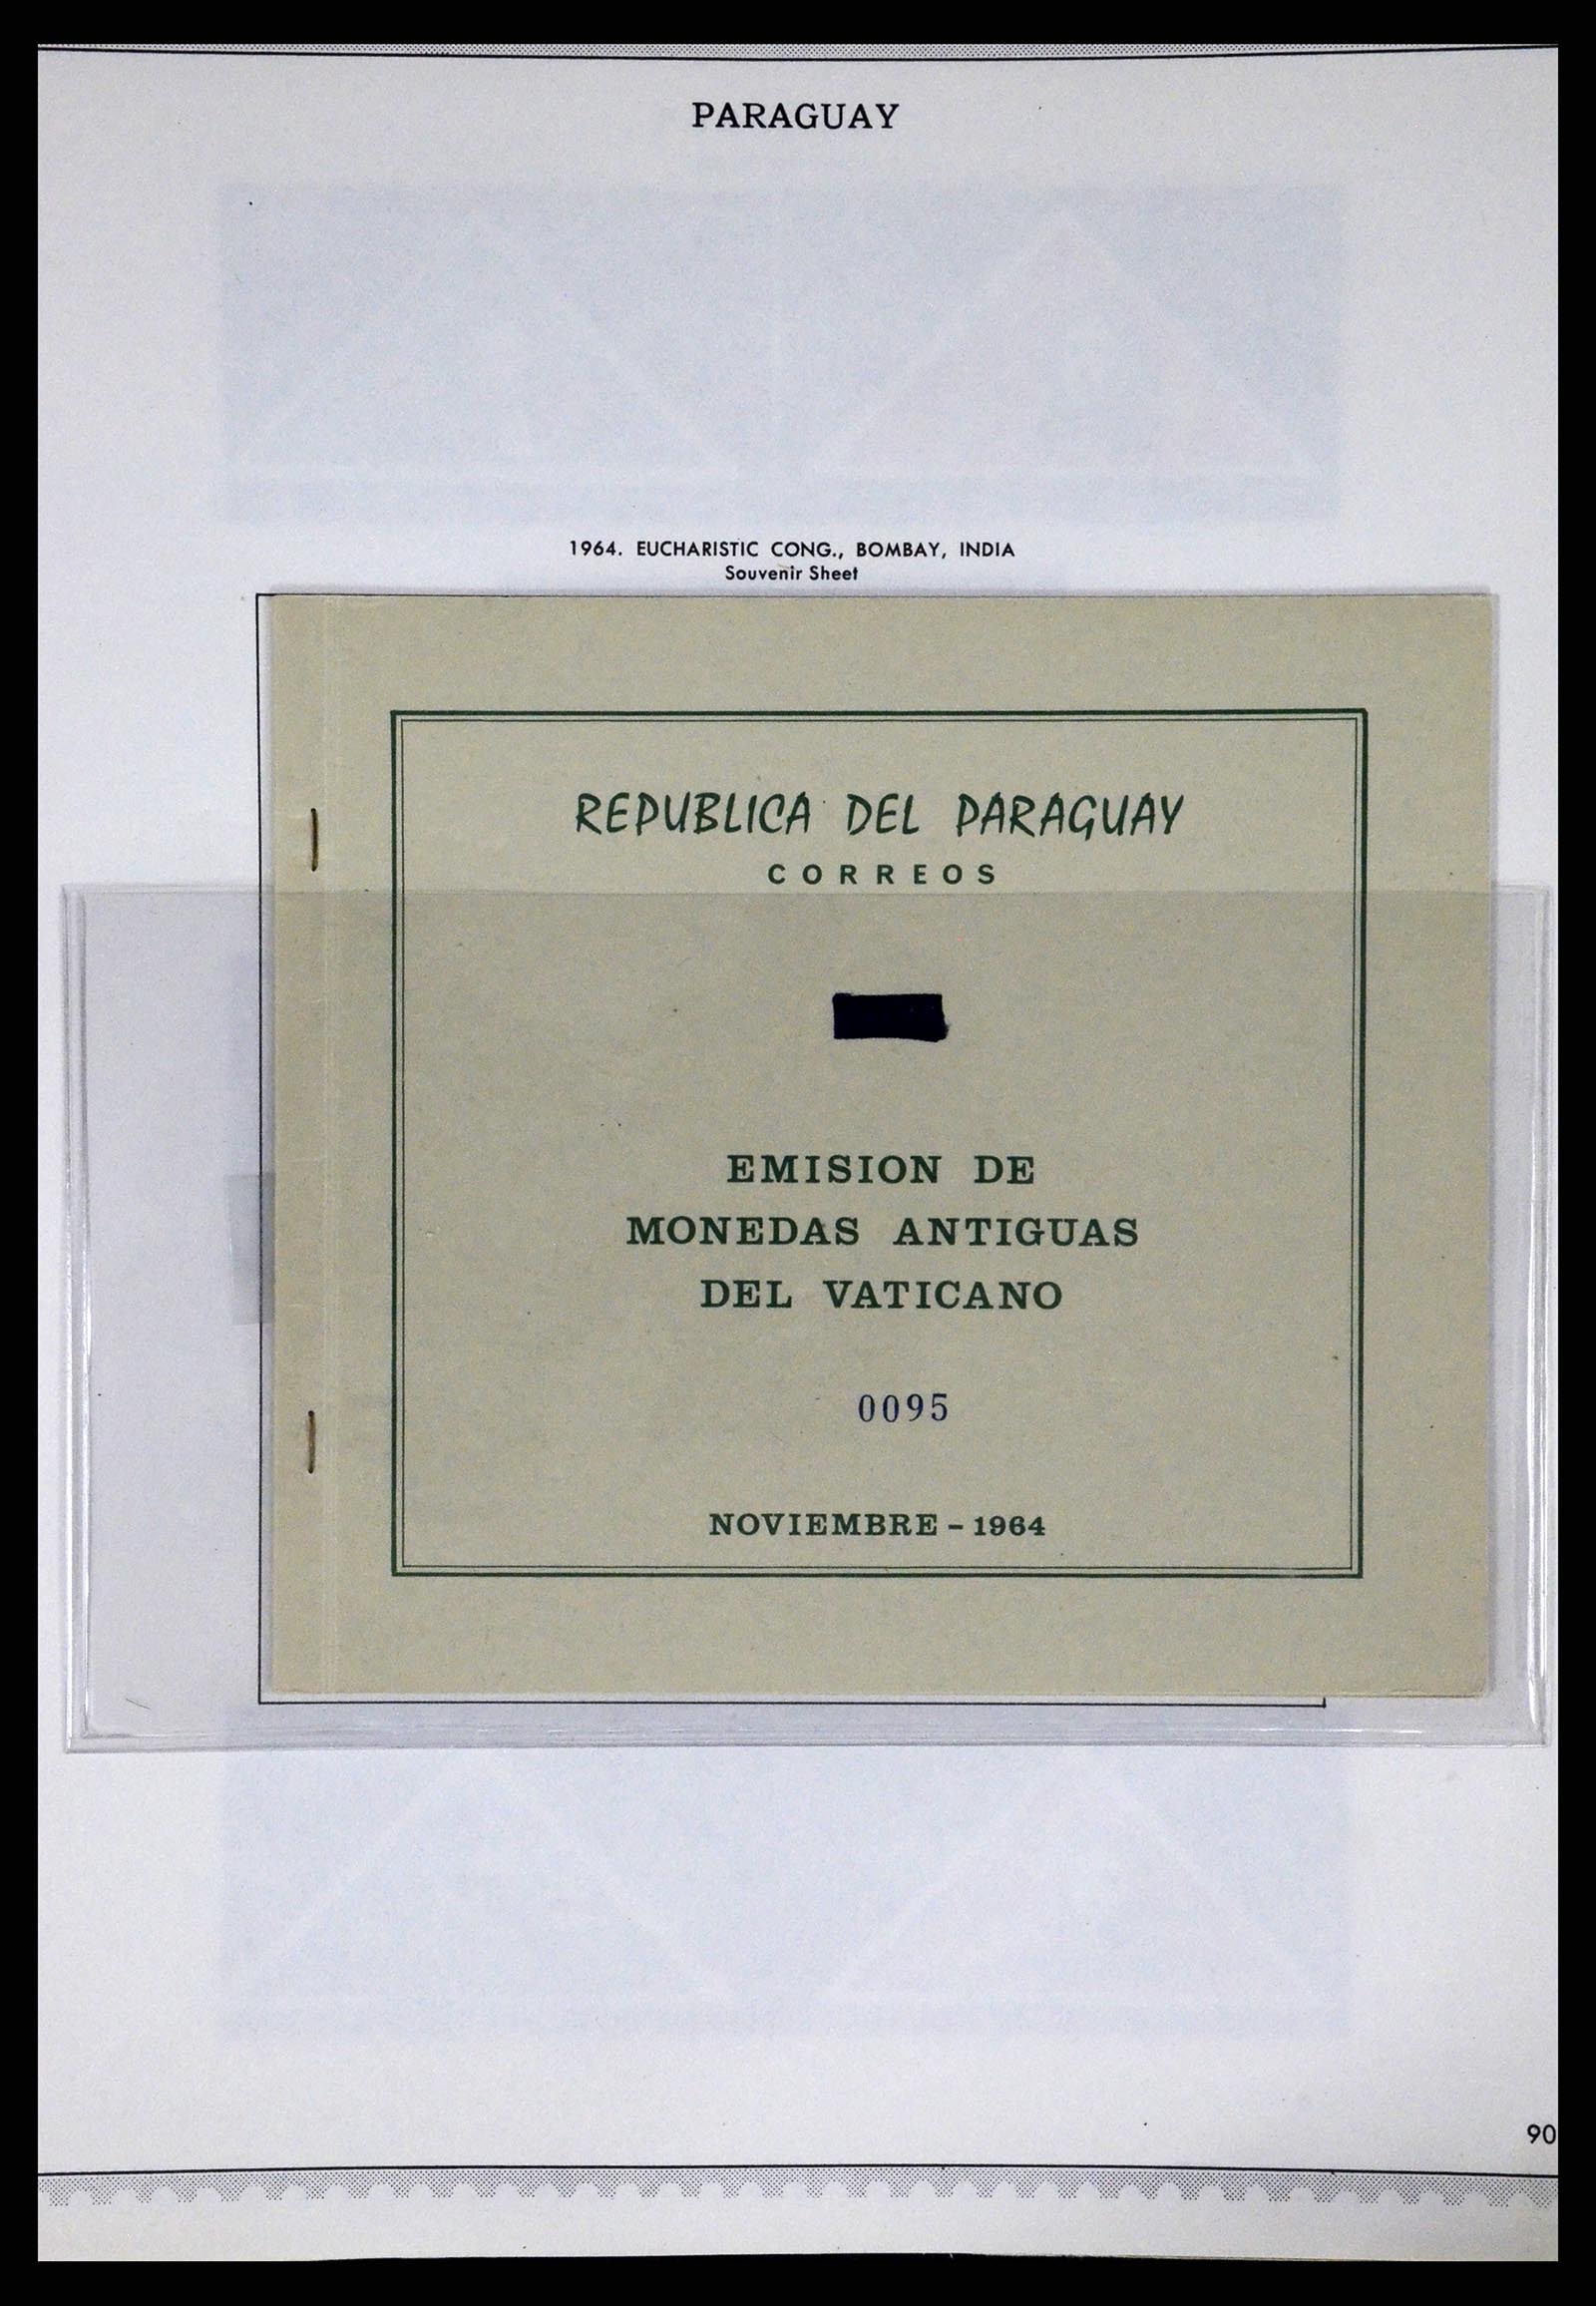 PARAGUAY
1964. EUCHARISTIC CONG., BOMBAY, INDIA
Souvenir Sheet
REPUBLICA DEL PARAGUAY
CORREOS
EMISION DE
MONEDAS ANTIGUAS
DEL VATICANO
0095
NOVIEMBRE - 1964
90